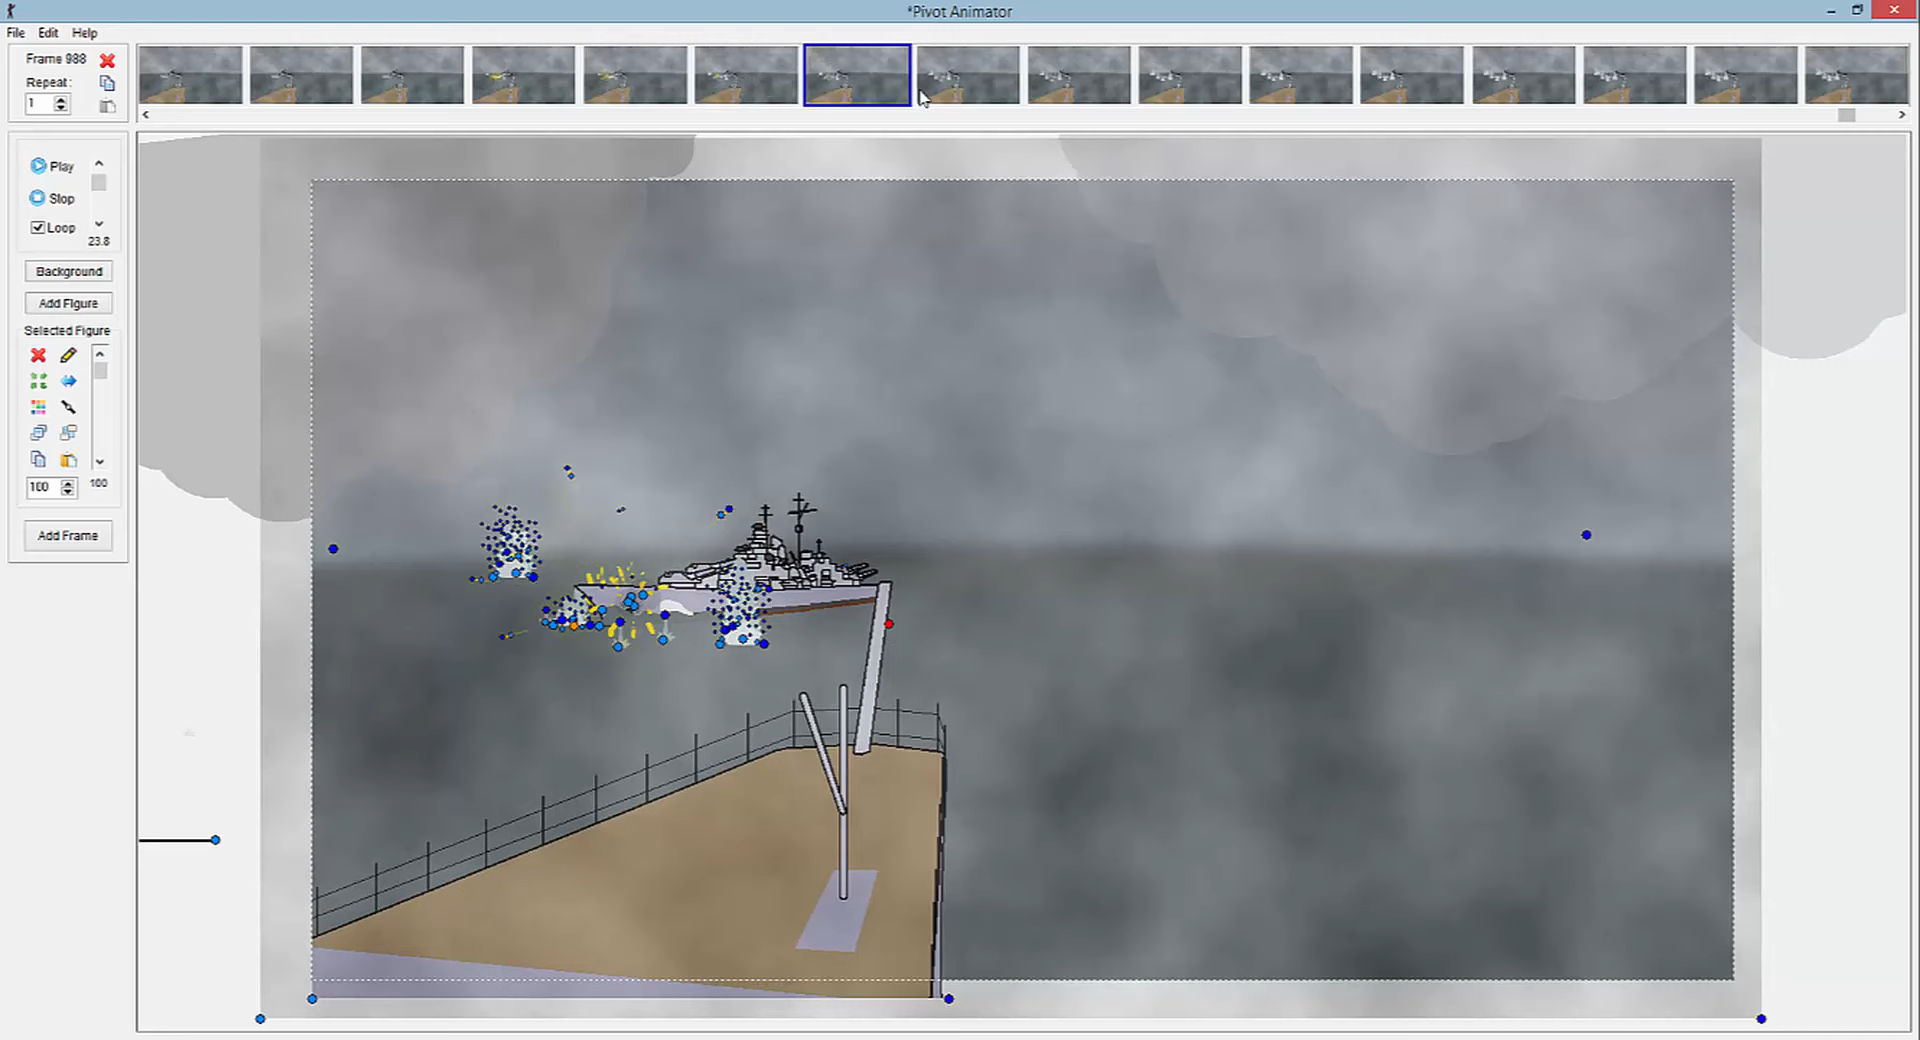 *Pivot Animator
File Edit Help
Frame 988
Repeat:
1
Play
Stop
Loop
23.8
Background
Add Figure
Selected Figure
100 100
Add Frame